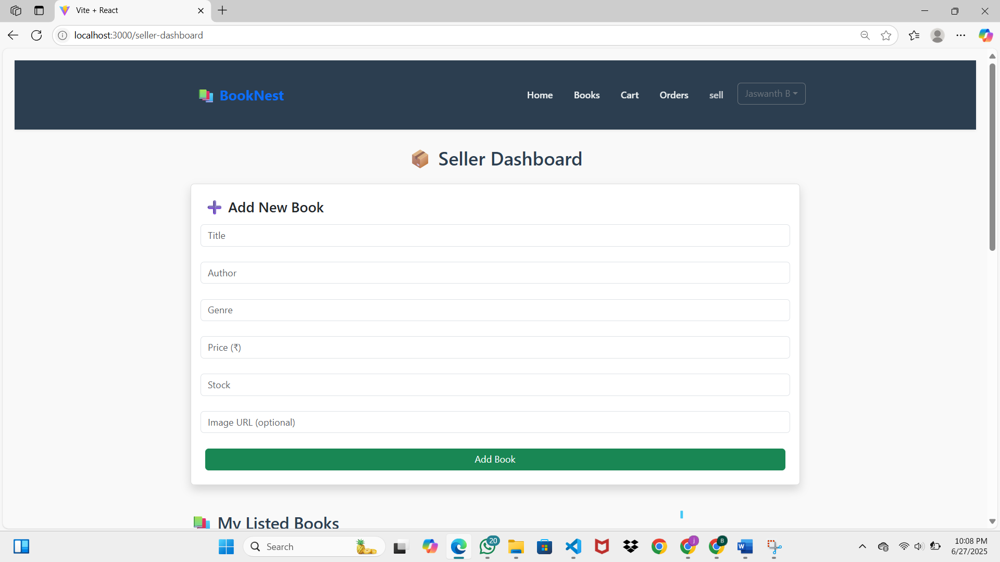 Vite + React
localhost:3000/seller-dashboard
BookNest
Home
Books
Cart
Orders
sell
Jaswanth B
Seller Dashboard
Add New Book
Title
Author
Genre
Price (₹)
Stock
Image URL (optional)
Add Book
My Listed Books
Search
20
J
B
W
10:08 PM
6/27/2025